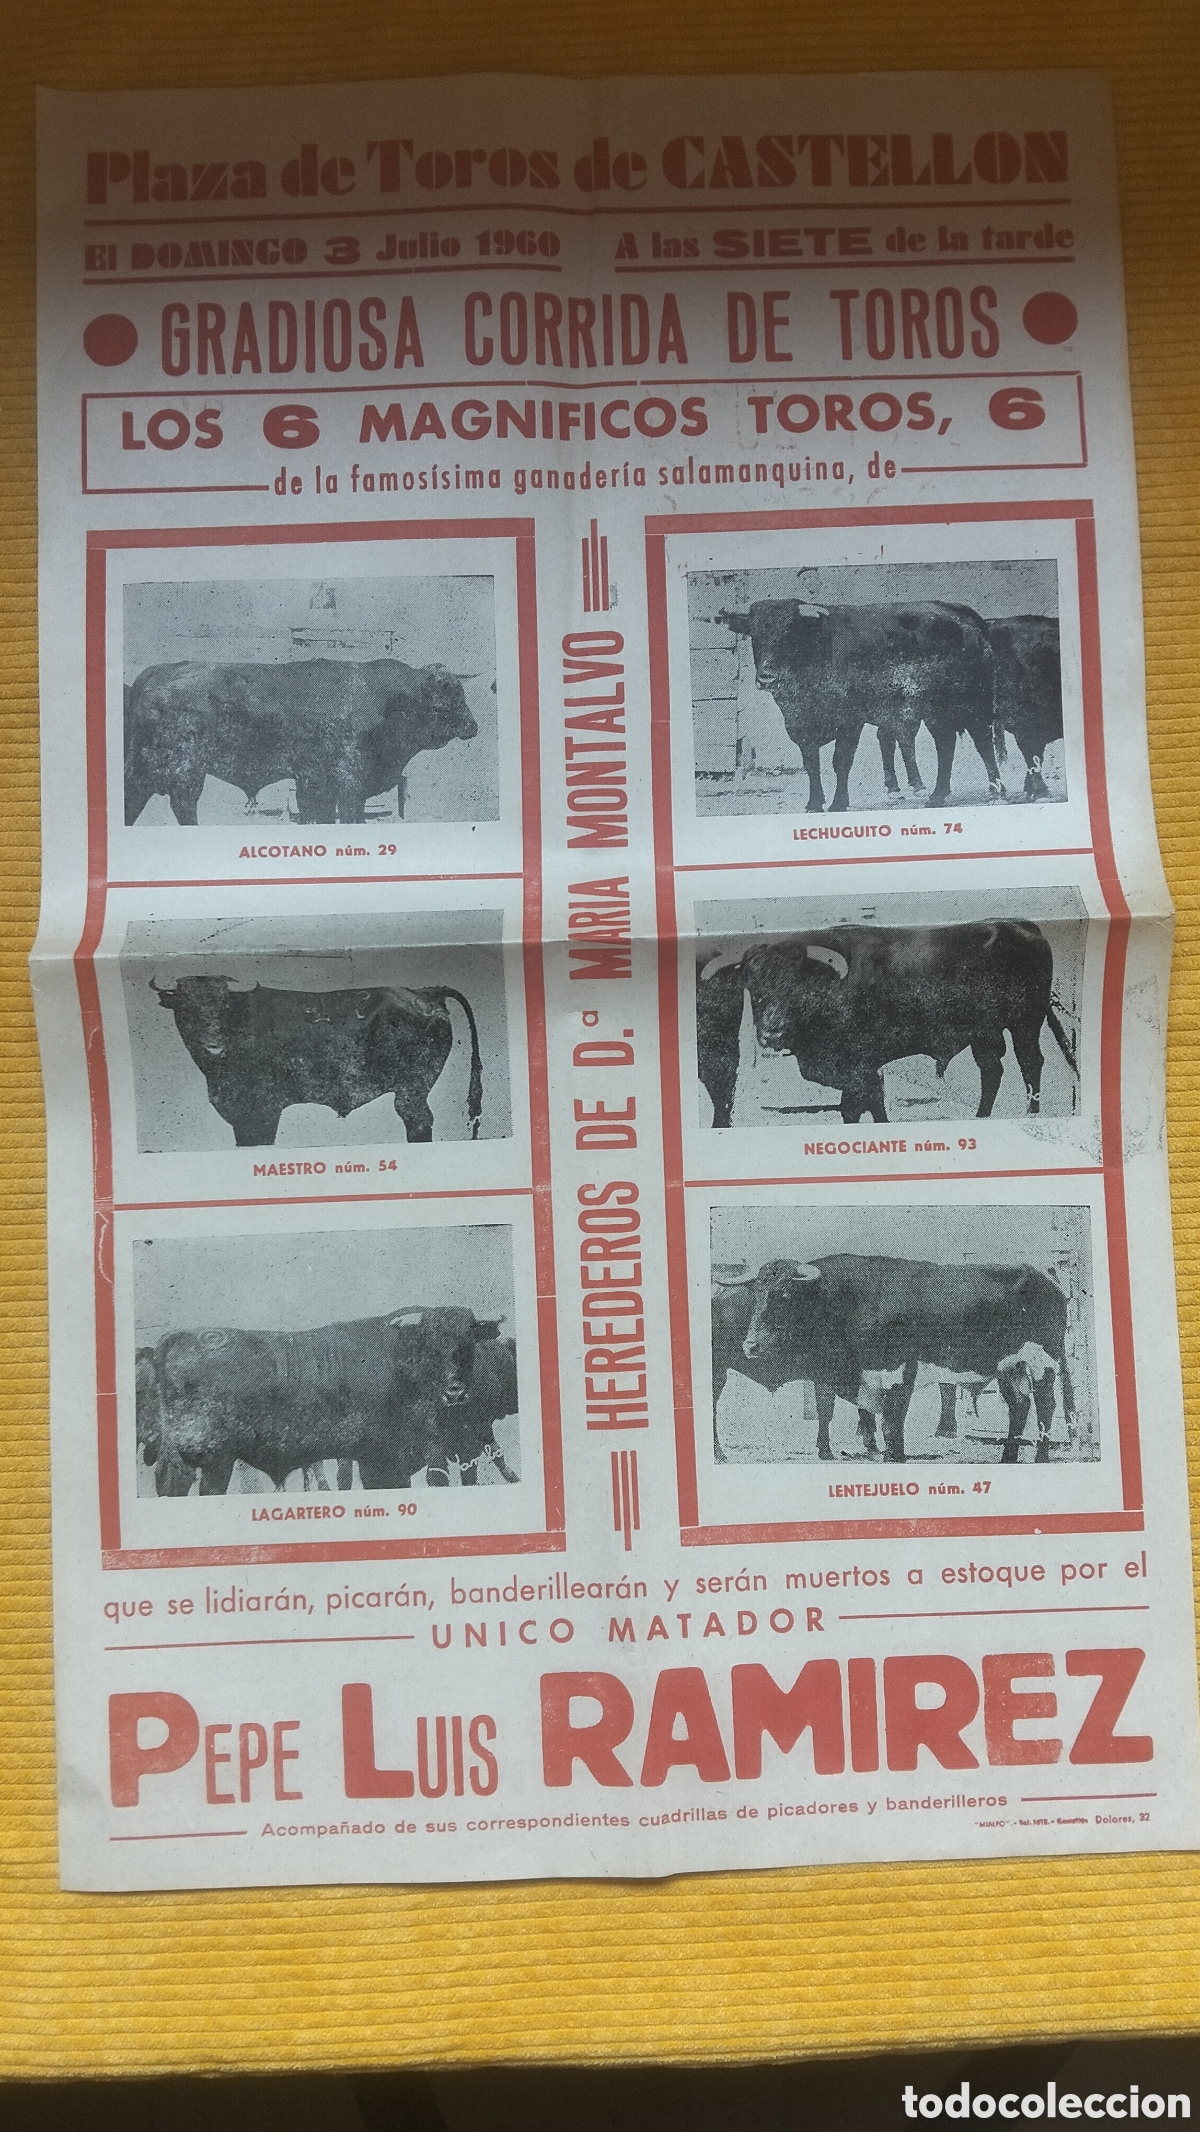 Plaza de Toros de CASTELLON
El DOMINGO 3 Julio 1960 A las SIETE de la tarde
GRADIOSA CORRIDA DE TOROS
LOS 6 MAGNIFICOS TOROS, 6
de la famosísima ganadería salamanquina, de
HEREDEROS DE D.ª MARIA MONTALVO
ALCOTANO núm. 29
LECHUGUITO núm. 74
MAESTRO núm. 54
NEGOCIANTE núm. 93
LAGARTERO núm. 90
LENTEJUELO núm. 47
que se lidiarán, picarán, banderillearán y serán muertos a estoque por el
UNICO MATADOR
PEPE LUIS RAMIREZ
Acompañado de sus correspondientes cuadrillas de picadores y banderilleros
"MIALFO".- Tel. 1618.- Castellón Dolores, 32
todocoleccion